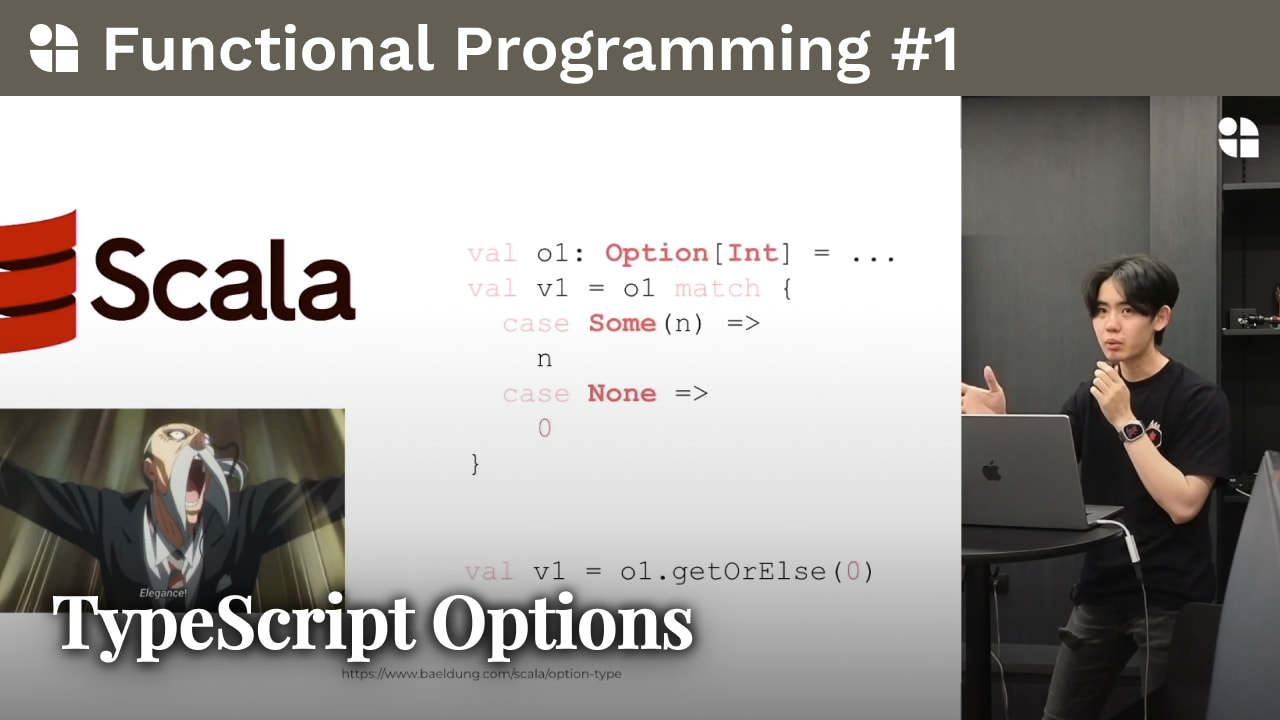 Functional Programming #1
Scala
val o1: Option[Int] = ...
val v1 = o1 match {
case Some(n) =>
n
case None =>
0
}
Elegance!
val v1 = o1.getOrElse(0)
TypeScript Options
https://www.baeldung.com/scala/option-type